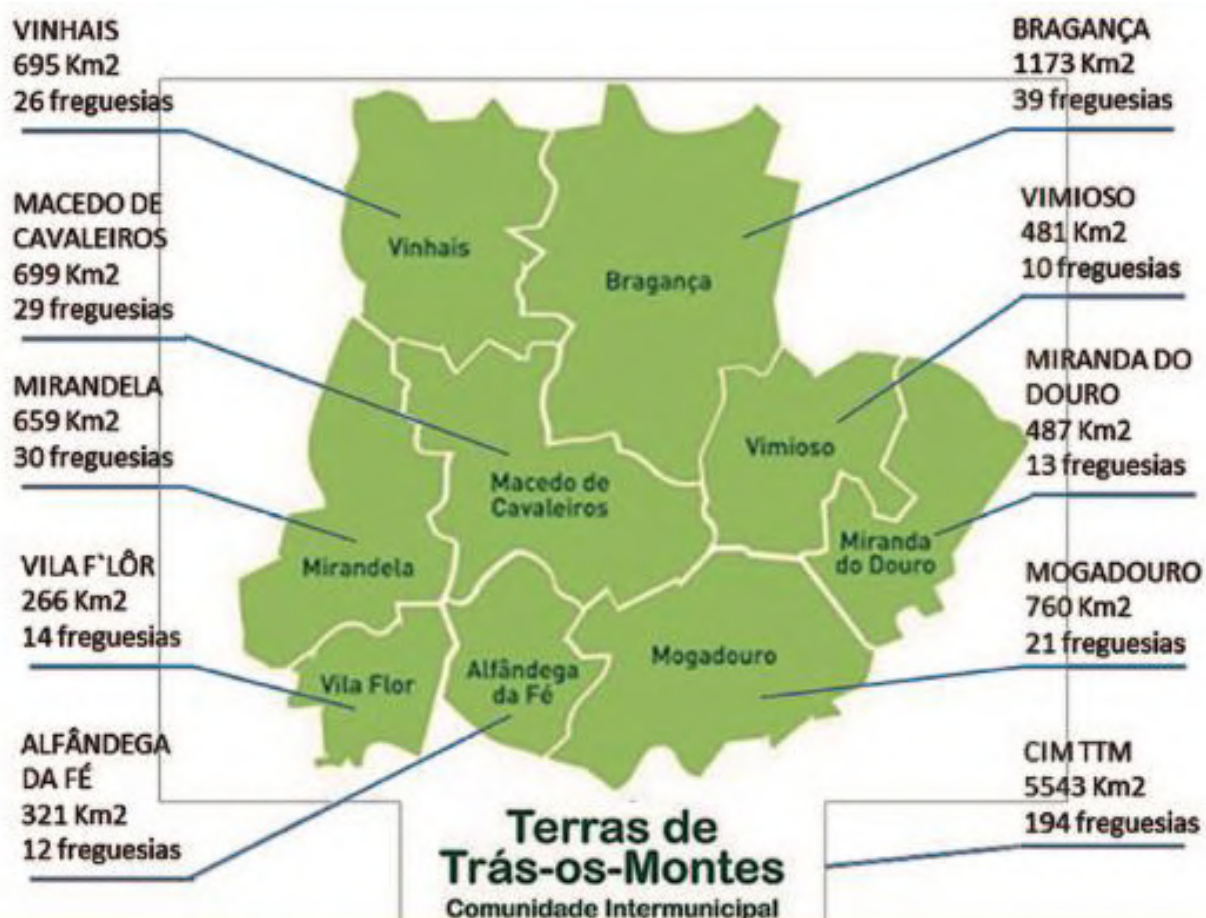 VINHAIS
695 Km2
26 freguesias
MACEDO DE
CAVALEIROS
699 Km2
29 freguesias
MIRANDELA
659 Km2
30 freguesias
VILA F`LÔR
266 Km2
14 freguesias
ALFÂNDEGA
DA FÉ
321 Km2
12 freguesias
BRAGANÇA
1173 Km2
39 freguesias
VIMIOSO
481 Km2
10 freguesias
MIRANDA DO
DOURO
487 Km2
13 freguesias
MOGADOURO
760 Km2
21 freguesias
CIM TTM
5543 Km2
194 freguesias
Vinhais
Bragança
Vimioso
Macedo de
Cavaleiros
Miranda
do Douro
Mirandela
Mogadouro
Alfândega
da Fé
Vila Flor
Terras de
Trás-os-Montes
Comunidade Intermunicipal